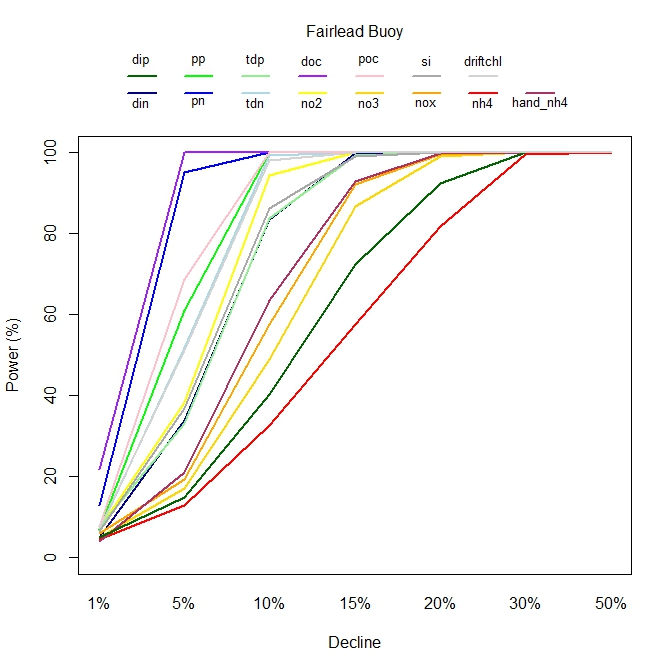 Fairlead Buoy
dip pp tdp doc poc si driftchl
din pn tdn no2 no3 nox nh4 hand_nh4
100
80
60
40
20
0
Power (%)
1% 5% 10% 15% 20% 30% 50%
Decline